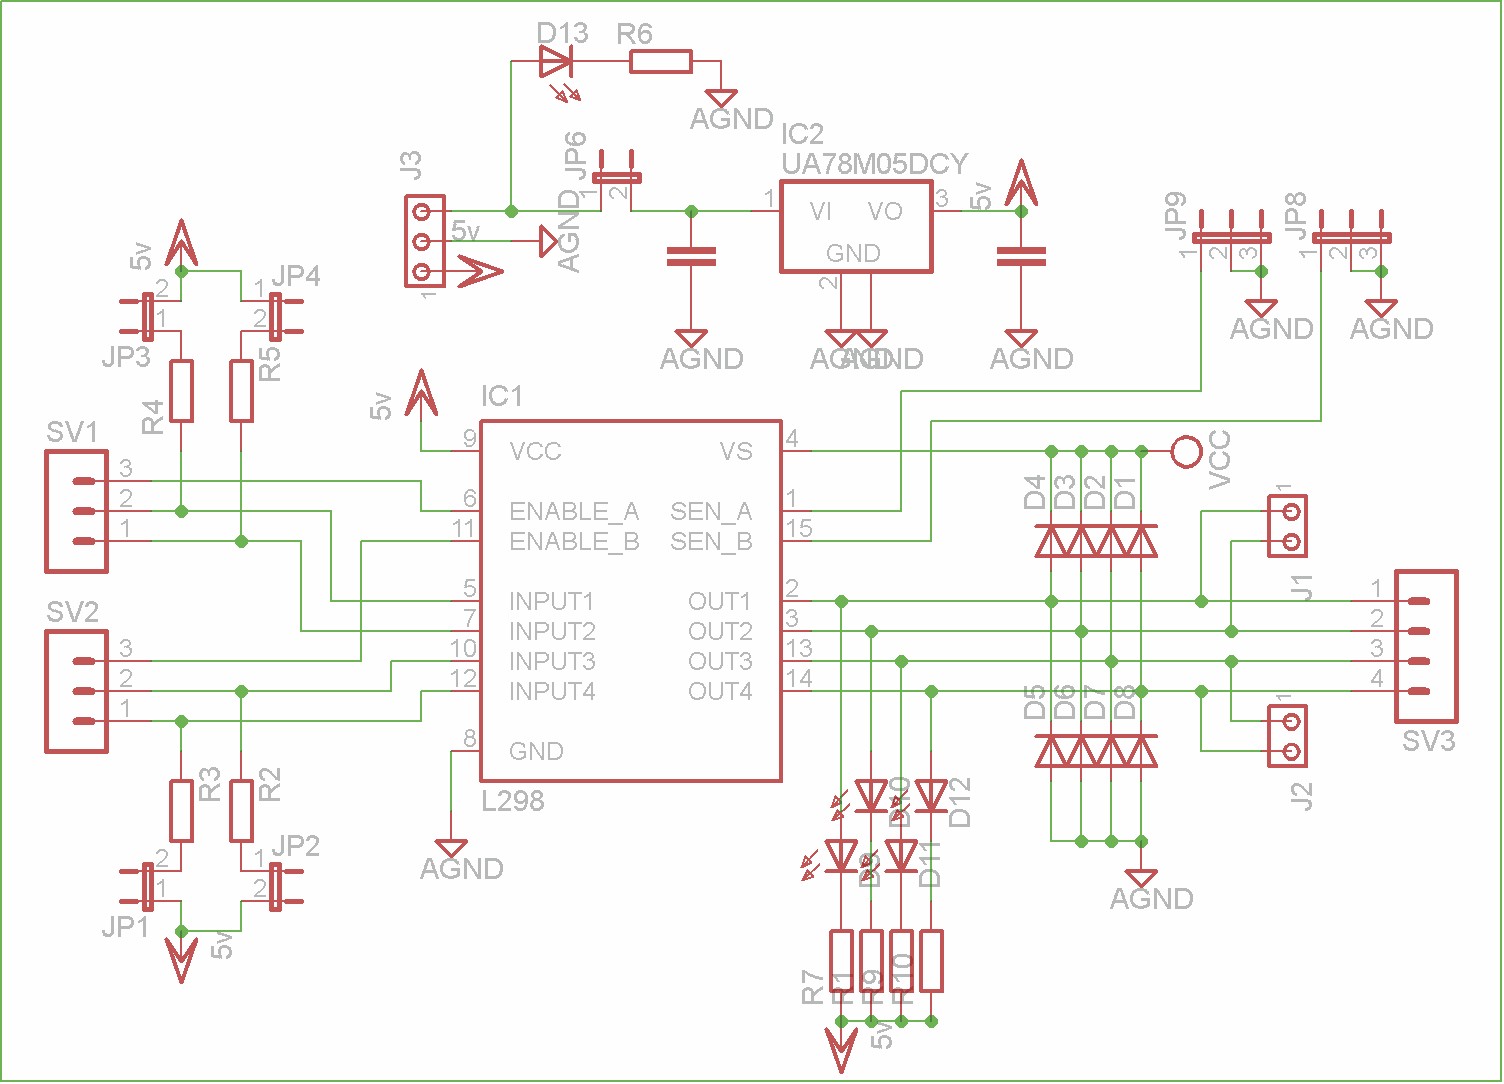 D13
R6
AGND
JP6
1
2
J3
5v
AGND
1
IC2
UA78M05DCY
1
VI
VO
3
GND
2
5v
AGND
AGND
AGND
AGND
JP9
1
2
3
AGND
JP8
1
2
3
AGND
5v
JP3
2
1
JP4
1
2
R4
R5
SV1
3
2
1
SV2
3
2
1
R3
R2
JP1
2
1
JP2
1
2
5v
5v
IC1
9
VCC
VS
4
6
ENABLE_A
SEN_A
1
11
ENABLE_B
SEN_B
15
5
INPUT1
OUT1
2
7
INPUT2
OUT2
3
10
INPUT3
OUT3
13
12
INPUT4
OUT4
14
8
GND
L298
AGND
D4
D3
D2
D1
VCC
D5
D6
D7
D8
AGND
1
J1
1
J2
1
2
3
4
SV3
D10
D12
D9
D11
R7
R1
R9
R10
5v